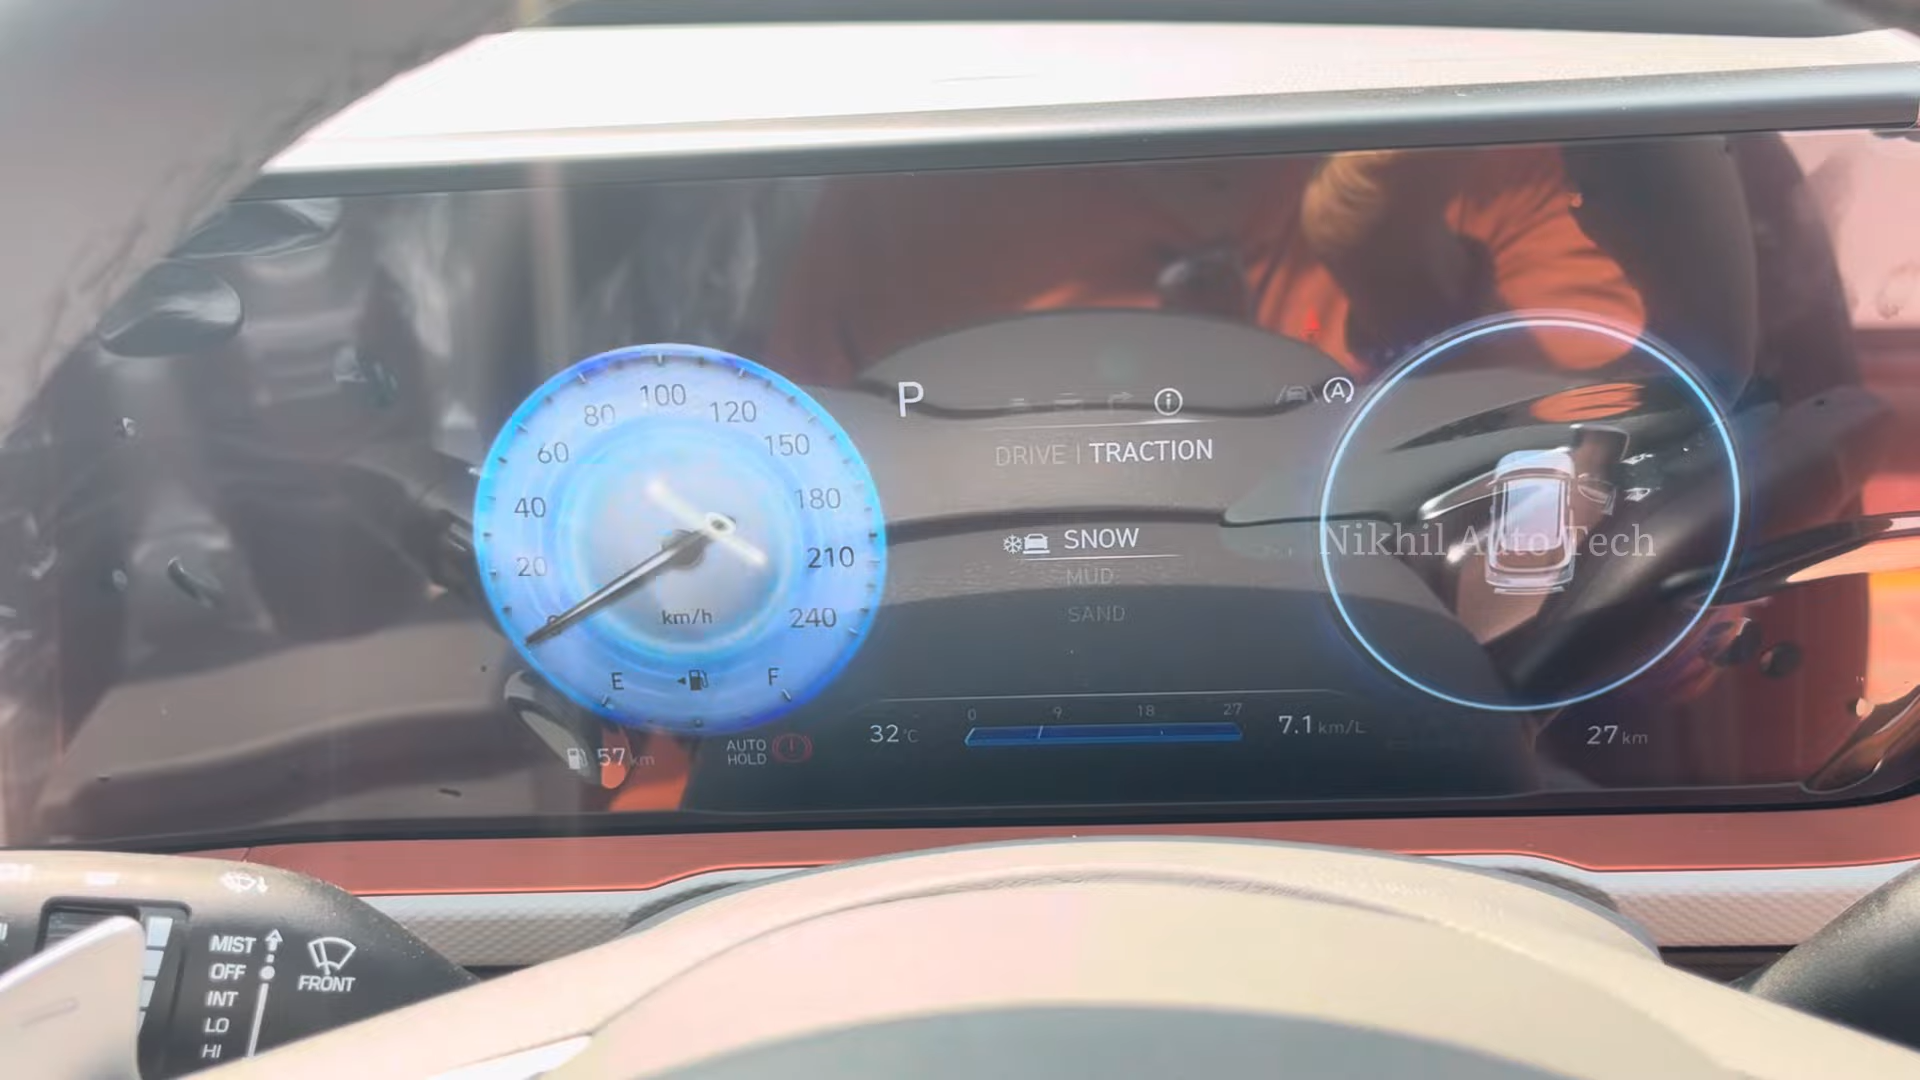 100
80
120
60
150
40
180
20
210
0
km/h
240
E
F
57 km
AUTO HOLD
P
DRIVE | TRACTION
SNOW
MUD
SAND
0 9 18 27
32 °C
7.1 km/L
27 km
Nikhil Auto Tech
MIST
OFF
INT
LO
HI
FRONT